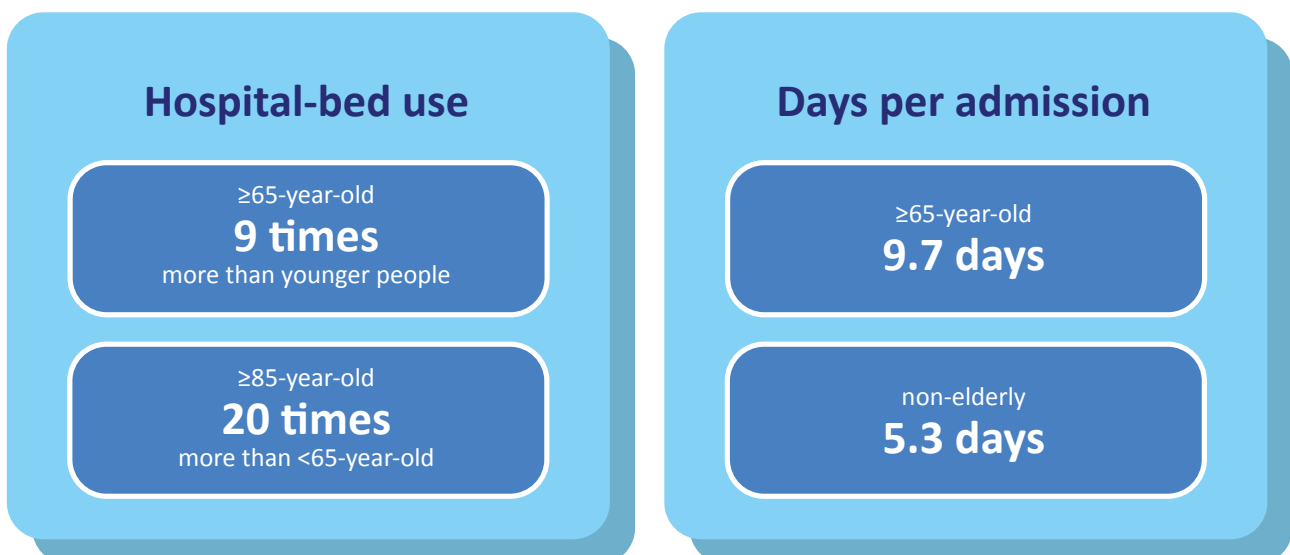 Hospital-bed use
≥65-year-old
9 times
more than younger people
≥85-year-old
20 times
more than <65-year-old
Days per admission
≥65-year-old
9.7 days
non-elderly
5.3 days